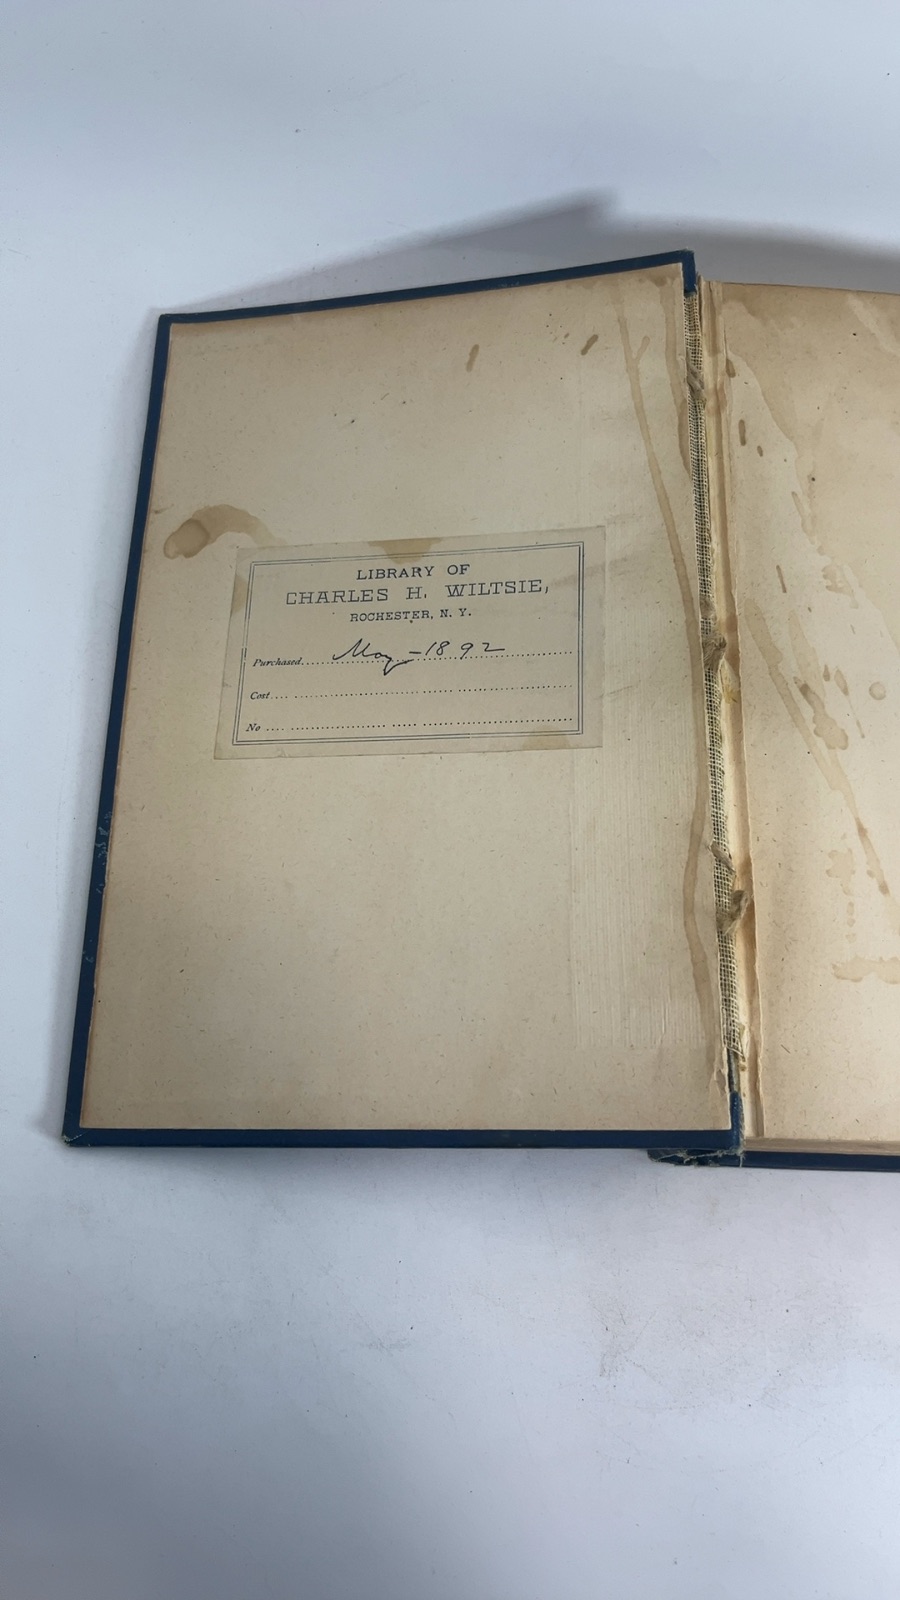 LIBRARY OF
CHARLES H. WILTSIE,
ROCHESTER, N. Y.
Purchased.... May - 1892
Cost....
No ....